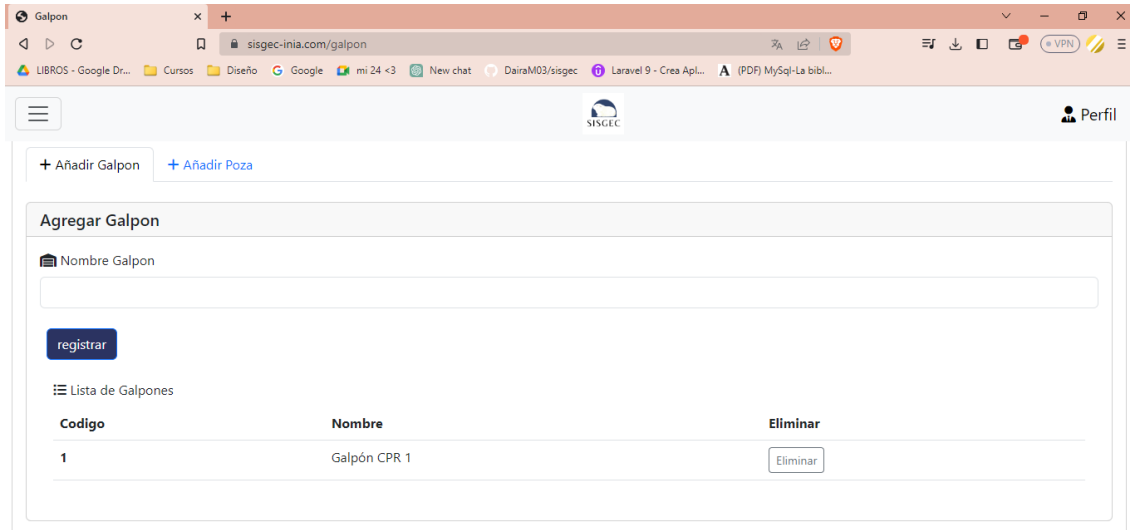 Galpon
sisgec-inia.com/galpon
VPN
LIBROS - Google Dr... Cursos Diseño Google mi 24 <3 New chat DairaM03/sisgec Laravel 9 - Crea Apl... (PDF) MySql-La bibl...
SISGEC
Perfil
+ Añadir Galpon + Añadir Poza
Agregar Galpon
Nombre Galpon
registrar
Lista de Galpones
Codigo Nombre Eliminar
1 Galpón CPR 1 Eliminar